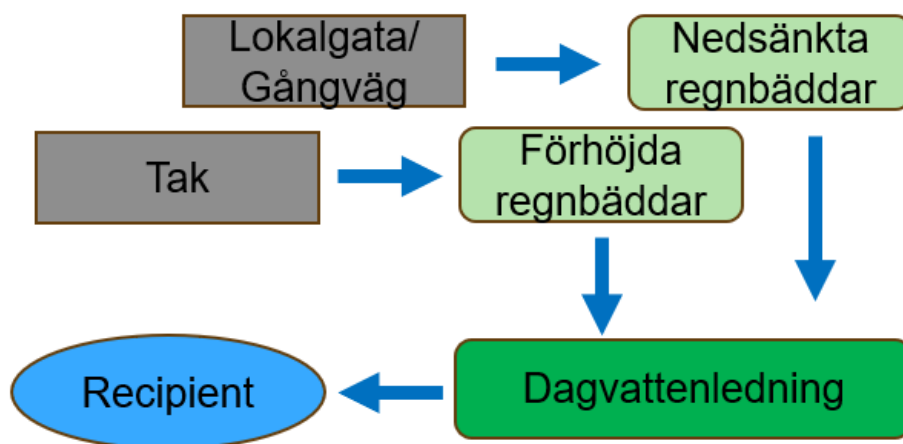 Lokalgata/
Gångväg
Nedsänkta
regnbäddar
Tak
Förhöjda
regnbäddar
Recipient
Dagvattenledning